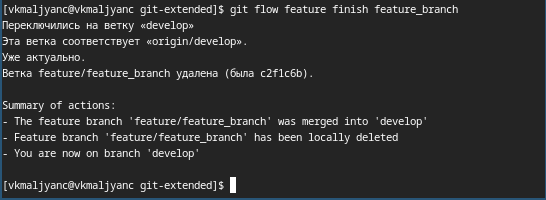 [vkmaljyanc@vkmaljyanc git-extended]$ git flow feature finish feature_branch
Переключились на ветку «develop»
Эта ветка соответствует «origin/develop».
Уже актуально.
Ветка feature/feature_branch удалена (была c2f1c6b).
Summary of actions:
- The feature branch 'feature/feature_branch' was merged into 'develop'
- Feature branch 'feature/feature_branch' has been locally deleted
- You are now on branch 'develop'
[vkmaljyanc@vkmaljyanc git-extended]$